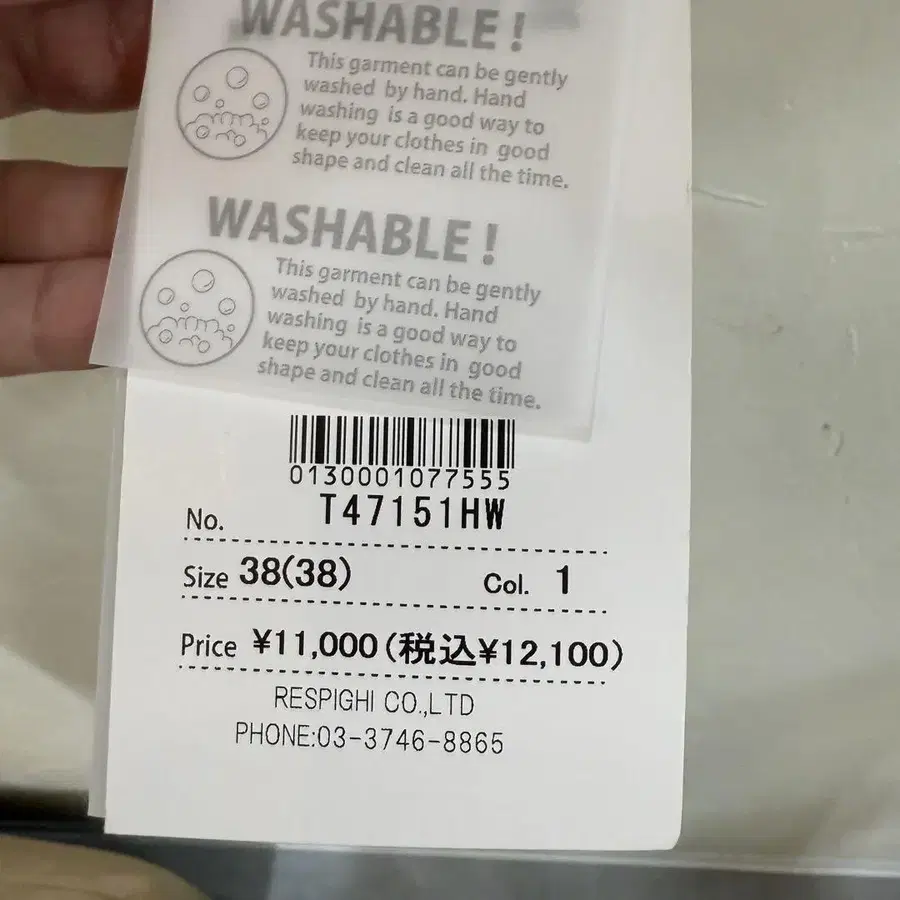 WASHABLE!
This garment can be gently
washed by hand. Hand
washing is a good way to
keep your clothes in good
shape and clean all the time.
WASHABLE!
This garment can be gently
washed by hand. Hand
washing is a good way to
keep your clothes in good
shape and clean all the time.
0130001077555
No. T47151HW
Size 38(38) Col. 1
Price ¥11,000(税込¥12,100)
RESPIGHI CO.,LTD
PHONE:03-3746-8865